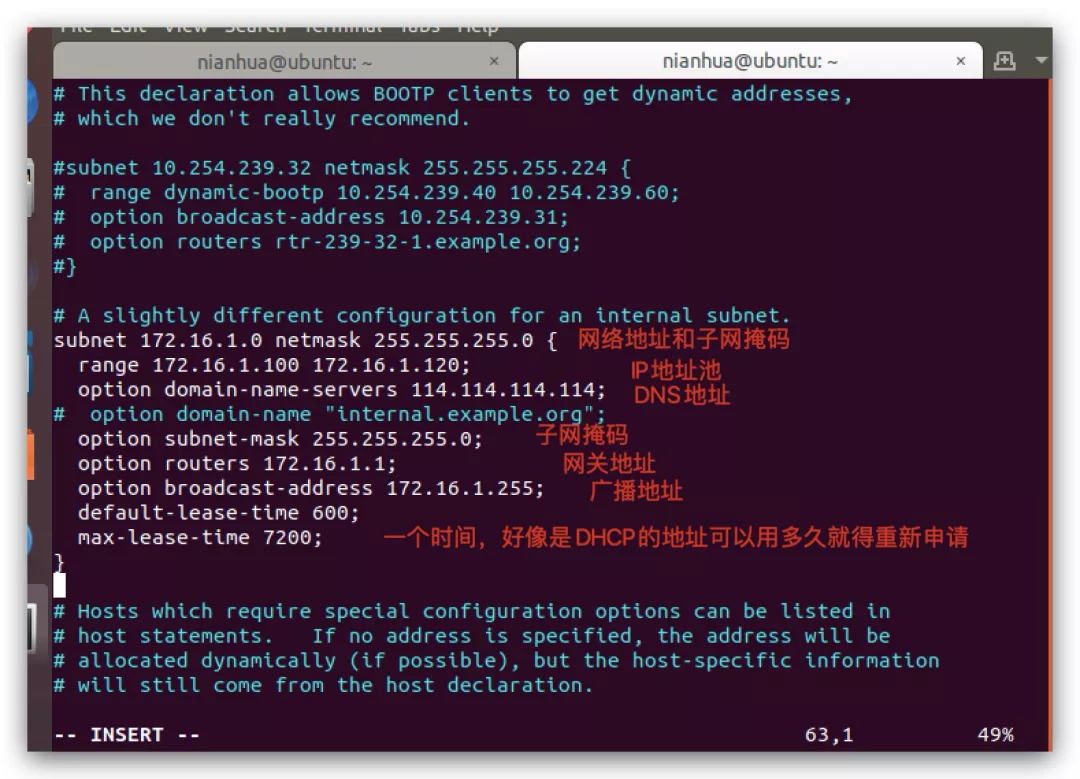 File Edit View Search Terminal Tabs Help
nianhua@ubuntu: ~ × nianhua@ubuntu: ~ ×
# This declaration allows BOOTP clients to get dynamic addresses,
# which we don't really recommend.
#subnet 10.254.239.32 netmask 255.255.255.224 {
#  range dynamic-bootp 10.254.239.40 10.254.239.60;
#  option broadcast-address 10.254.239.31;
#  option routers rtr-239-32-1.example.org;
#}
# A slightly different configuration for an internal subnet.
subnet 172.16.1.0 netmask 255.255.255.0 { 网络地址和子网掩码
  range 172.16.1.100 172.16.1.120; IP地址池
  option domain-name-servers 114.114.114.114; DNS地址
#  option domain-name "internal.example.org";
  option subnet-mask 255.255.255.0; 子网掩码
  option routers 172.16.1.1; 网关地址
  option broadcast-address 172.16.1.255; 广播地址
  default-lease-time 600;
  max-lease-time 7200; 一个时间，好像是DHCP的地址可以用多久就得重新申请
}
# Hosts which require special configuration options can be listed in
# host statements.   If no address is specified, the address will be
# allocated dynamically (if possible), but the host-specific information
# will still come from the host declaration.
-- INSERT -- 63,1 49%